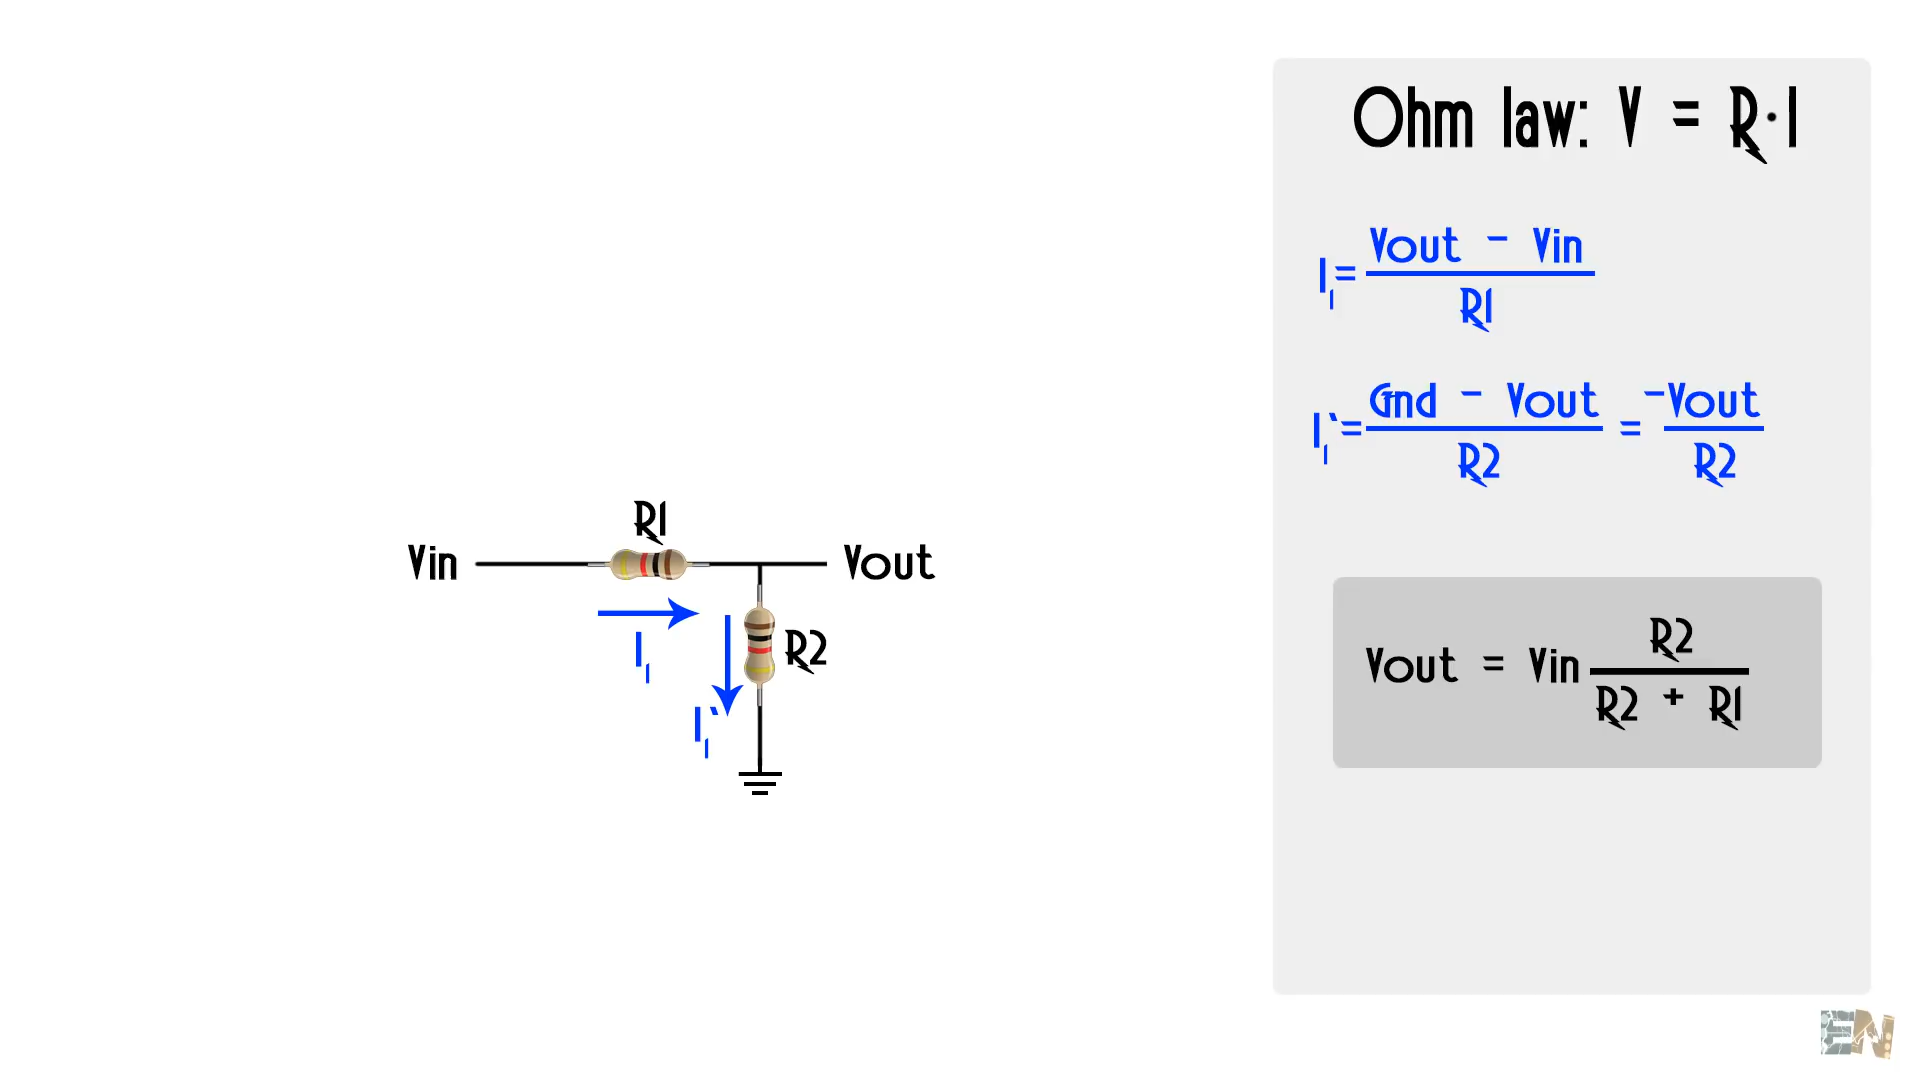 Ohm law: V = R·I
I₁ = (Vout - Vin) / R1
I₁` = (Gnd - Vout) / R2 = -Vout / R2
R1
Vin
Vout
I₁
R2
I₁`
Vout = Vin R2 / (R2 + R1)
EN